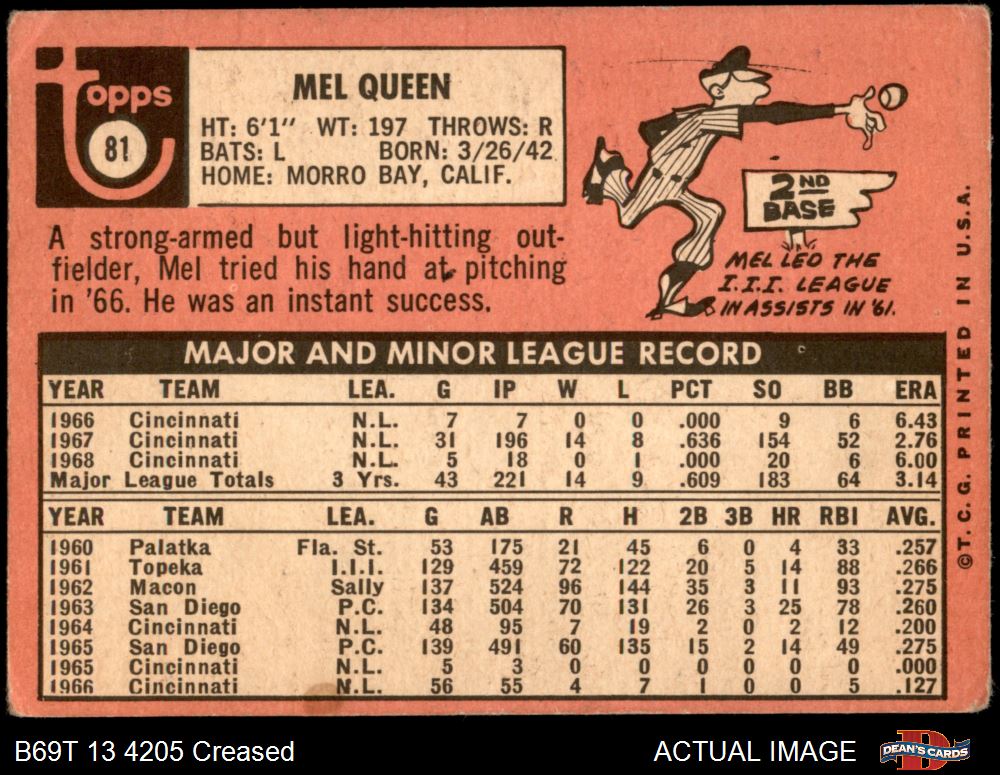 topps
81
MEL QUEEN
HT: 6'1" WT: 197 THROWS: R
BATS: L BORN: 3/26/42
HOME: MORRO BAY, CALIF.
A strong-armed but light-hitting out-
fielder, Mel tried his hand at pitching
in '66. He was an instant success.
2ND
BASE
MEL LED THE
I.I.I. LEAGUE
IN ASSISTS IN '61.
MAJOR AND MINOR LEAGUE RECORD
YEAR TEAM LEA. G IP W L PCT SO BB ERA
1966 Cincinnati N.L. 7 7 0 0 .000 9 6 6.43
1967 Cincinnati N.L. 31 196 14 8 .636 154 52 2.76
1968 Cincinnati N.L. 5 18 0 1 .000 20 6 6.00
Major League Totals 3 Yrs. 43 221 14 9 .609 183 64 3.14
YEAR TEAM LEA. G AB R H 2B 3B HR RBI AVG.
1960 Palatka Fla. St. 53 175 21 45 6 0 4 33 .257
1961 Topeka I.I.I. 129 459 72 122 20 5 14 88 .266
1962 Macon Sally 137 524 96 144 35 3 11 93 .275
1963 San Diego P.C. 134 504 70 131 26 3 25 78 .260
1964 Cincinnati N.L. 48 95 7 19 2 0 2 12 .200
1965 San Diego P.C. 139 491 60 135 15 2 14 49 .275
1965 Cincinnati N.L. 5 3 0 0 0 0 0 0 .000
1966 Cincinnati N.L. 56 55 4 7 1 0 0 5 .127
©T.C.G. PRINTED IN U.S.A.
B69T 13 4205 Creased
ACTUAL IMAGE
DEAN'S CARDS